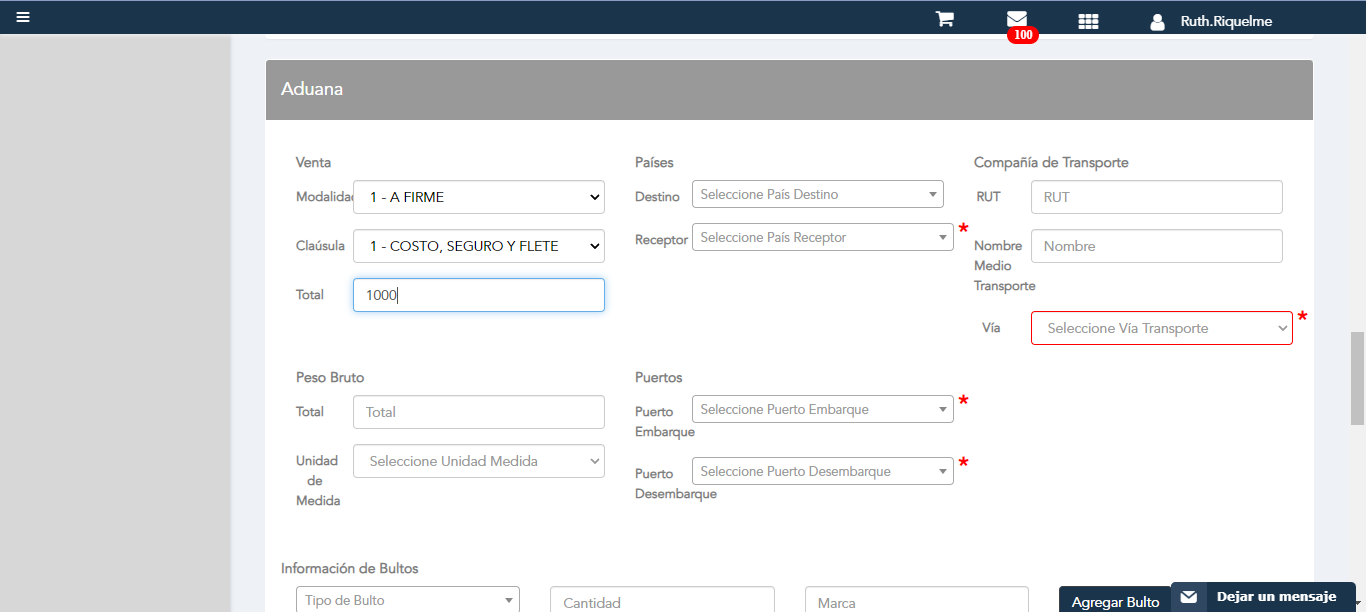 Ruth.Riquelme
100
Aduana
Venta
Modalidad
1 - A FIRME
Claúsula
1 - COSTO, SEGURO Y FLETE
Total
1000
Países
Destino
Seleccione País Destino
Receptor
Seleccione País Receptor
*
Compañía de Transporte
RUT
RUT
Nombre
Medio
Transporte
Nombre
Vía
Seleccione Vía Transporte
*
Peso Bruto
Total
Total
Unidad
de
Medida
Seleccione Unidad Medida
Puertos
Puerto
Embarque
Seleccione Puerto Embarque
*
Puerto
Desembarque
Seleccione Puerto Desembarque
*
Información de Bultos
Tipo de Bulto
Cantidad
Marca
Agregar Bulto
Dejar un mensaje